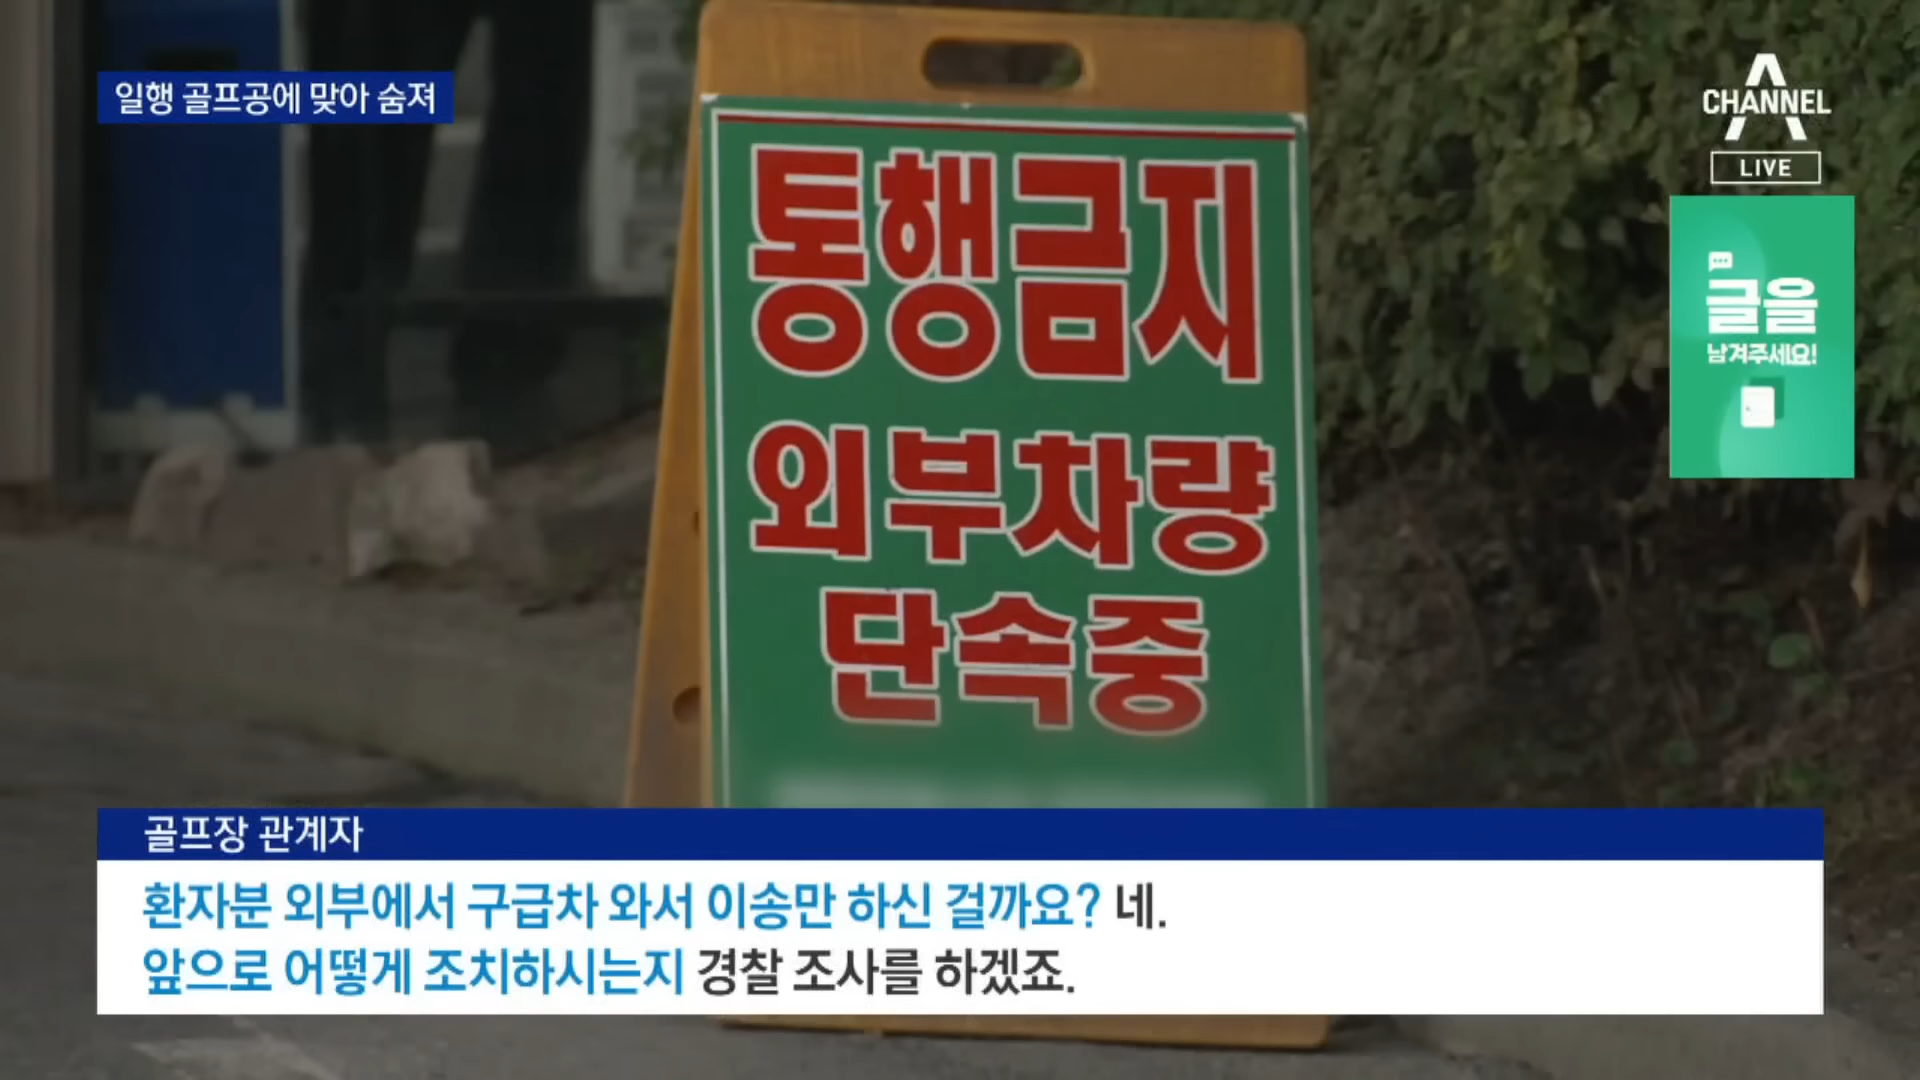 일행 골프공에 맞아 숨져
CHANNEL A
LIVE
글을
남겨주세요!
통행금지
외부차량
단속중
골프장 관계자
환자분 외부에서 구급차 와서 이송만 하신 걸까요? 네.
앞으로 어떻게 조치하시는지 경찰 조사를 하겠죠.